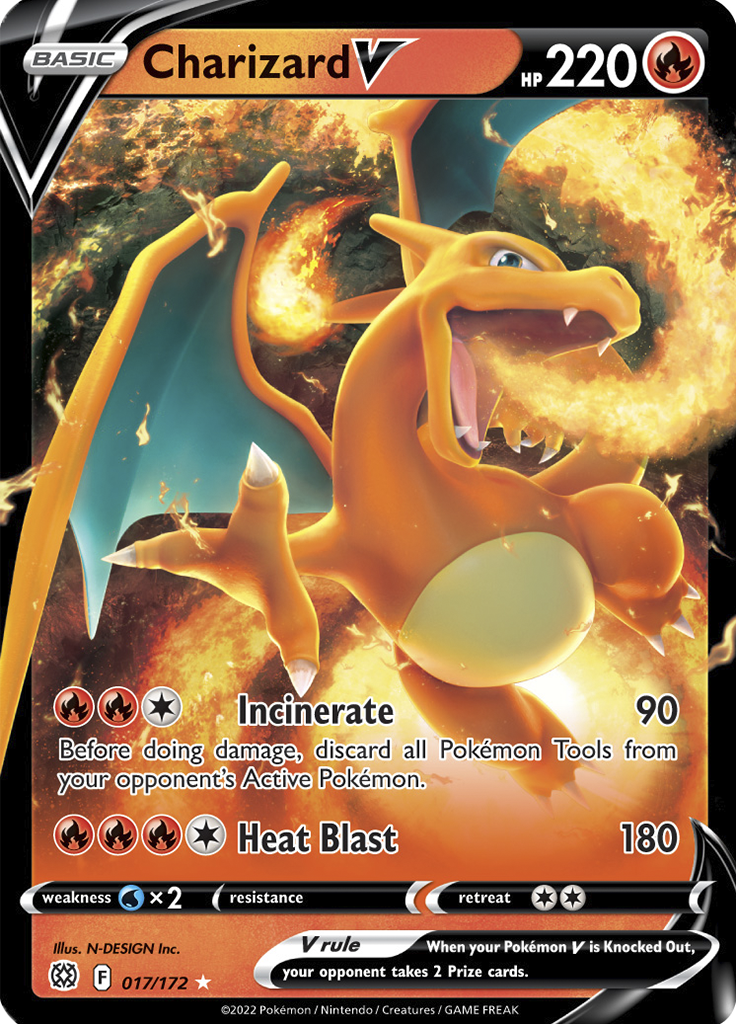 BASIC Charizard V HP 220
Incinerate 90
Before doing damage, discard all Pokémon Tools from
your opponent's Active Pokémon.
Heat Blast 180
weakness ×2 resistance retreat
Illus. N-DESIGN Inc.
F 017/172
V rule When your Pokémon V is Knocked Out,
your opponent takes 2 Prize cards.
©2022 Pokémon / Nintendo / Creatures / GAME FREAK